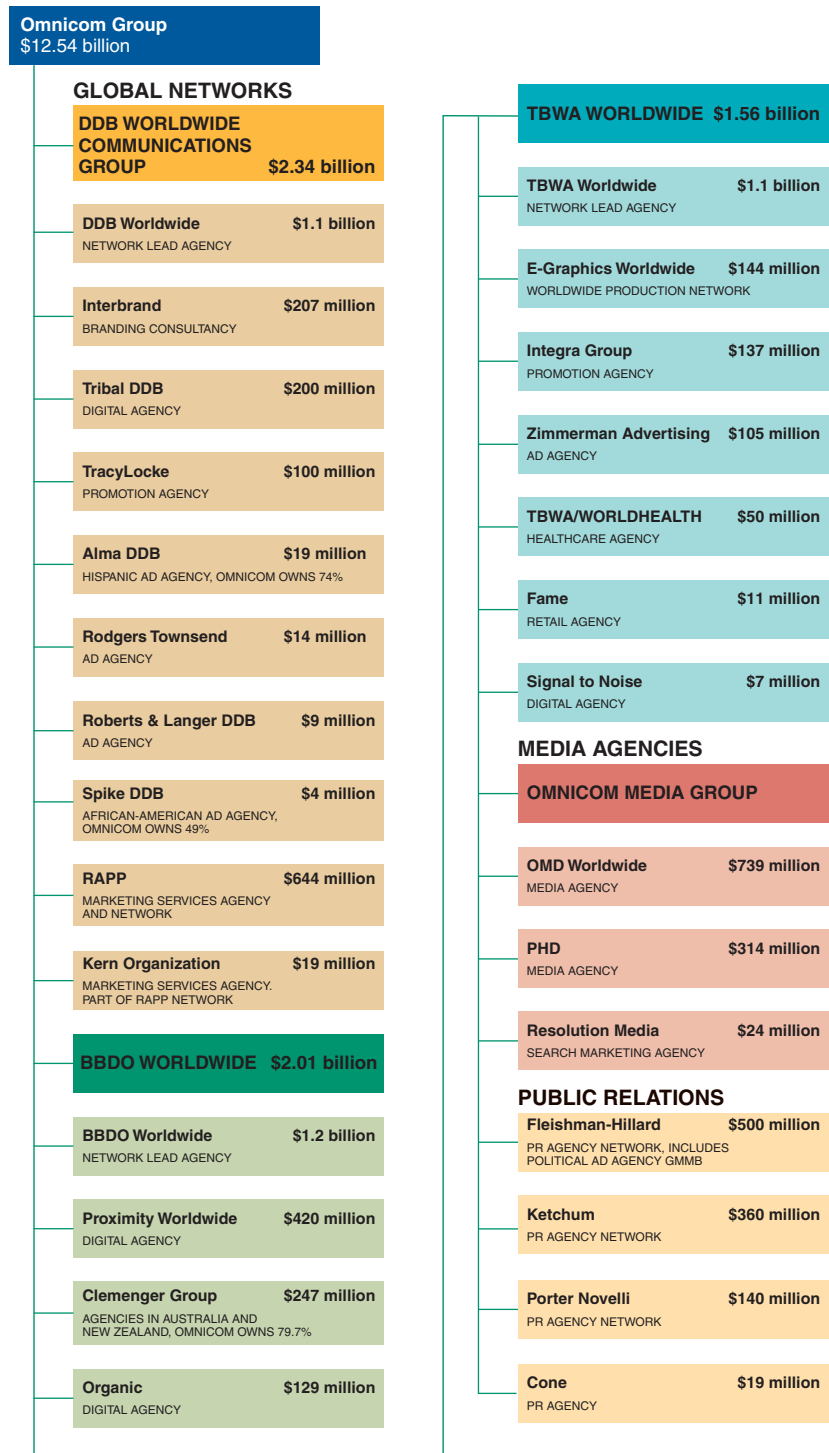 Omnicom Group
$12.54 billion
GLOBAL NETWORKS
DDB WORLDWIDE
COMMUNICATIONS
GROUP $2.34 billion
DDB Worldwide $1.1 billion
NETWORK LEAD AGENCY
Interbrand $207 million
BRANDING CONSULTANCY
Tribal DDB $200 million
DIGITAL AGENCY
TracyLocke $100 million
PROMOTION AGENCY
Alma DDB $19 million
HISPANIC AD AGENCY, OMNICOM OWNS 74%
Rodgers Townsend $14 million
AD AGENCY
Roberts & Langer DDB $9 million
AD AGENCY
Spike DDB $4 million
AFRICAN-AMERICAN AD AGENCY,
OMNICOM OWNS 49%
RAPP $644 million
MARKETING SERVICES AGENCY
AND NETWORK
Kern Organization $19 million
MARKETING SERVICES AGENCY.
PART OF RAPP NETWORK
BBDO WORLDWIDE $2.01 billion
BBDO Worldwide $1.2 billion
NETWORK LEAD AGENCY
Proximity Worldwide $420 million
DIGITAL AGENCY
Clemenger Group $247 million
AGENCIES IN AUSTRALIA AND
NEW ZEALAND, OMNICOM OWNS 79.7%
Organic $129 million
DIGITAL AGENCY
TBWA WORLDWIDE $1.56 billion
TBWA Worldwide $1.1 billion
NETWORK LEAD AGENCY
E-Graphics Worldwide $144 million
WORLDWIDE PRODUCTION NETWORK
Integra Group $137 million
PROMOTION AGENCY
Zimmerman Advertising $105 million
AD AGENCY
TBWA/WORLDHEALTH $50 million
HEALTHCARE AGENCY
Fame $11 million
RETAIL AGENCY
Signal to Noise $7 million
DIGITAL AGENCY
MEDIA AGENCIES
OMNICOM MEDIA GROUP
OMD Worldwide $739 million
MEDIA AGENCY
PHD $314 million
MEDIA AGENCY
Resolution Media $24 million
SEARCH MARKETING AGENCY
PUBLIC RELATIONS
Fleishman-Hillard $500 million
PR AGENCY NETWORK, INCLUDES
POLITICAL AD AGENCY GMMB
Ketchum $360 million
PR AGENCY NETWORK
Porter Novelli $140 million
PR AGENCY NETWORK
Cone $19 million
PR AGENCY